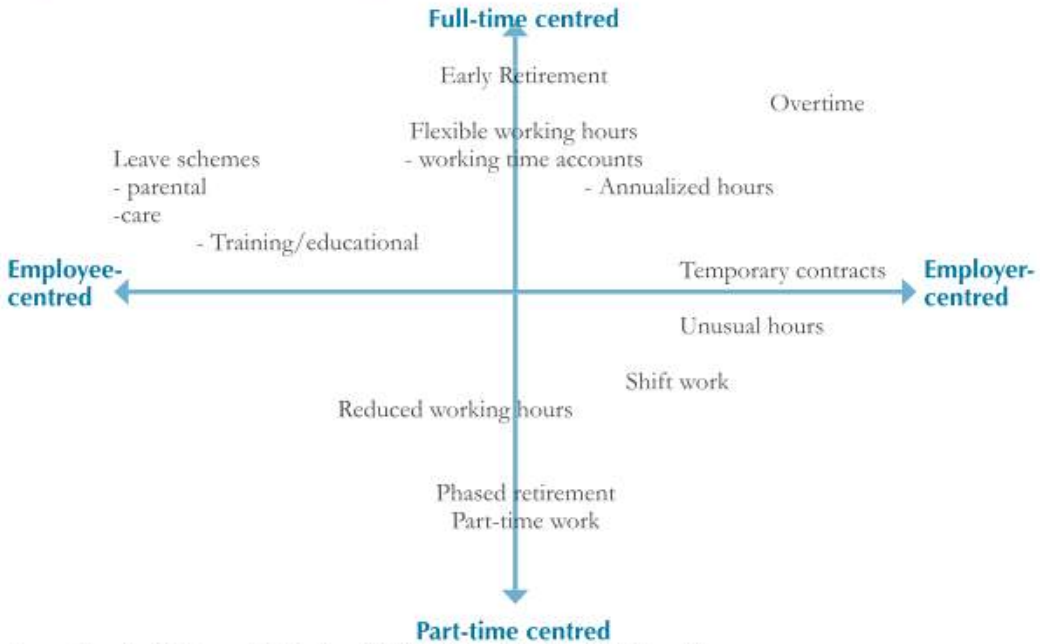 Full-time centred
Early Retirement
Overtime
Flexible working hours
- working time accounts
Leave schemes
- parental
- Annualized hours
-care
- Training/educational
Employee-
centred
Temporary contracts
Employer-
centred
Unusual hours
Shift work
Reduced working hours
Phased retirement
Part-time work
Part-time centred